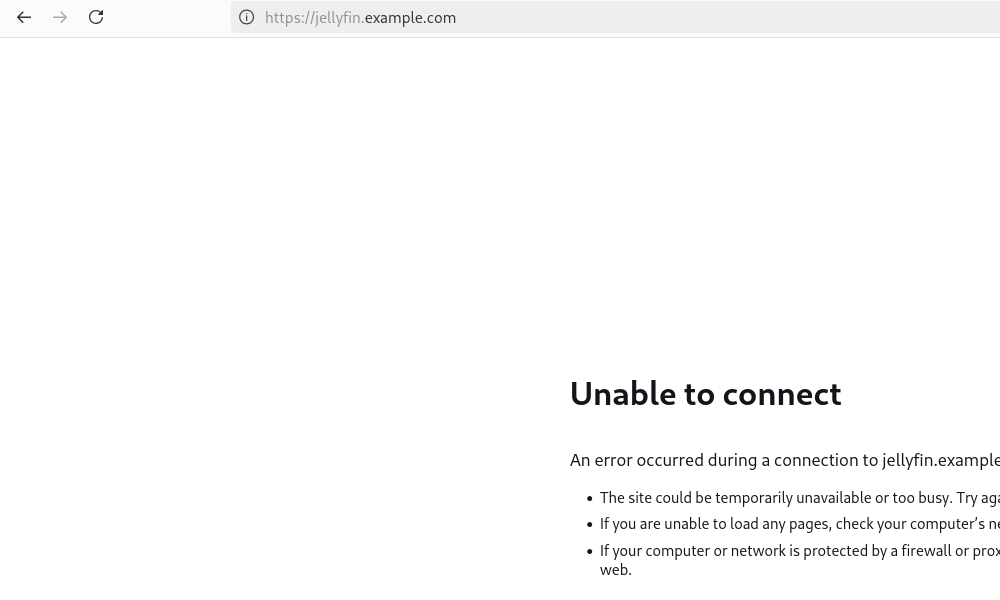 https://jellyfin.example.com
Unable to connect
An error occurred during a connection to jellyfin.example
• The site could be temporarily unavailable or too busy. Try aga
• If you are unable to load any pages, check your computer’s ne
• If your computer or network is protected by a firewall or prox
web.